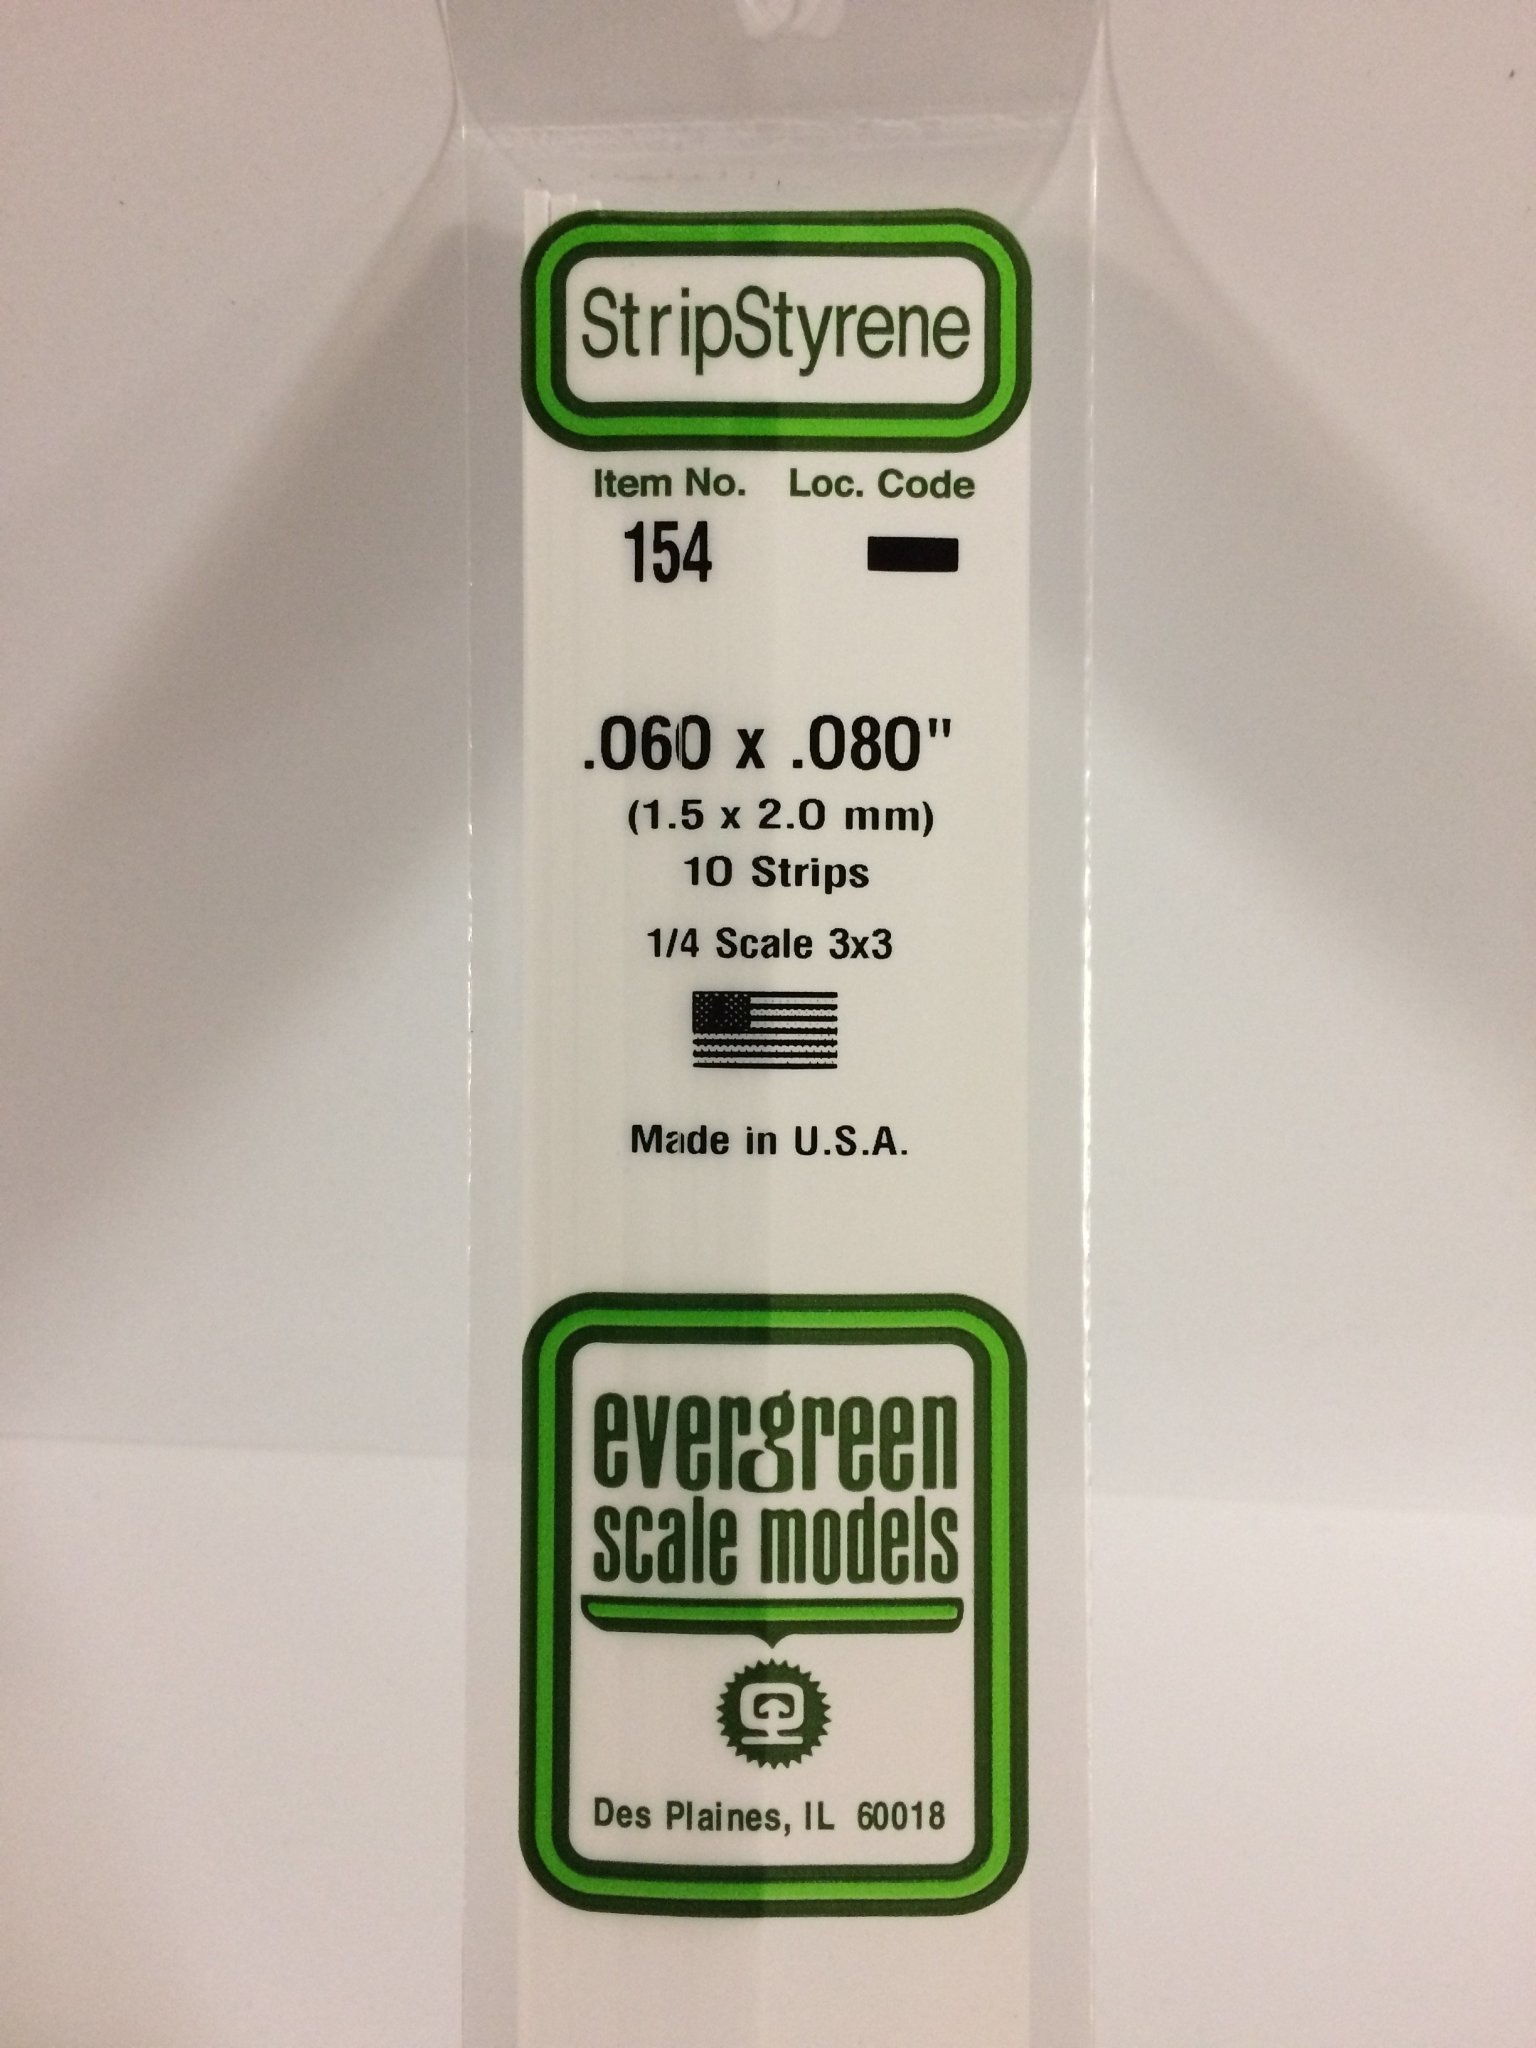 StripStyrene
Item No. Loc. Code
154
.060 x .080"
(1.5 x 2.0 mm)
10 Strips
1/4 Scale 3x3
Made in U.S.A.
evergreen
scale models
Des Plaines, IL 60018